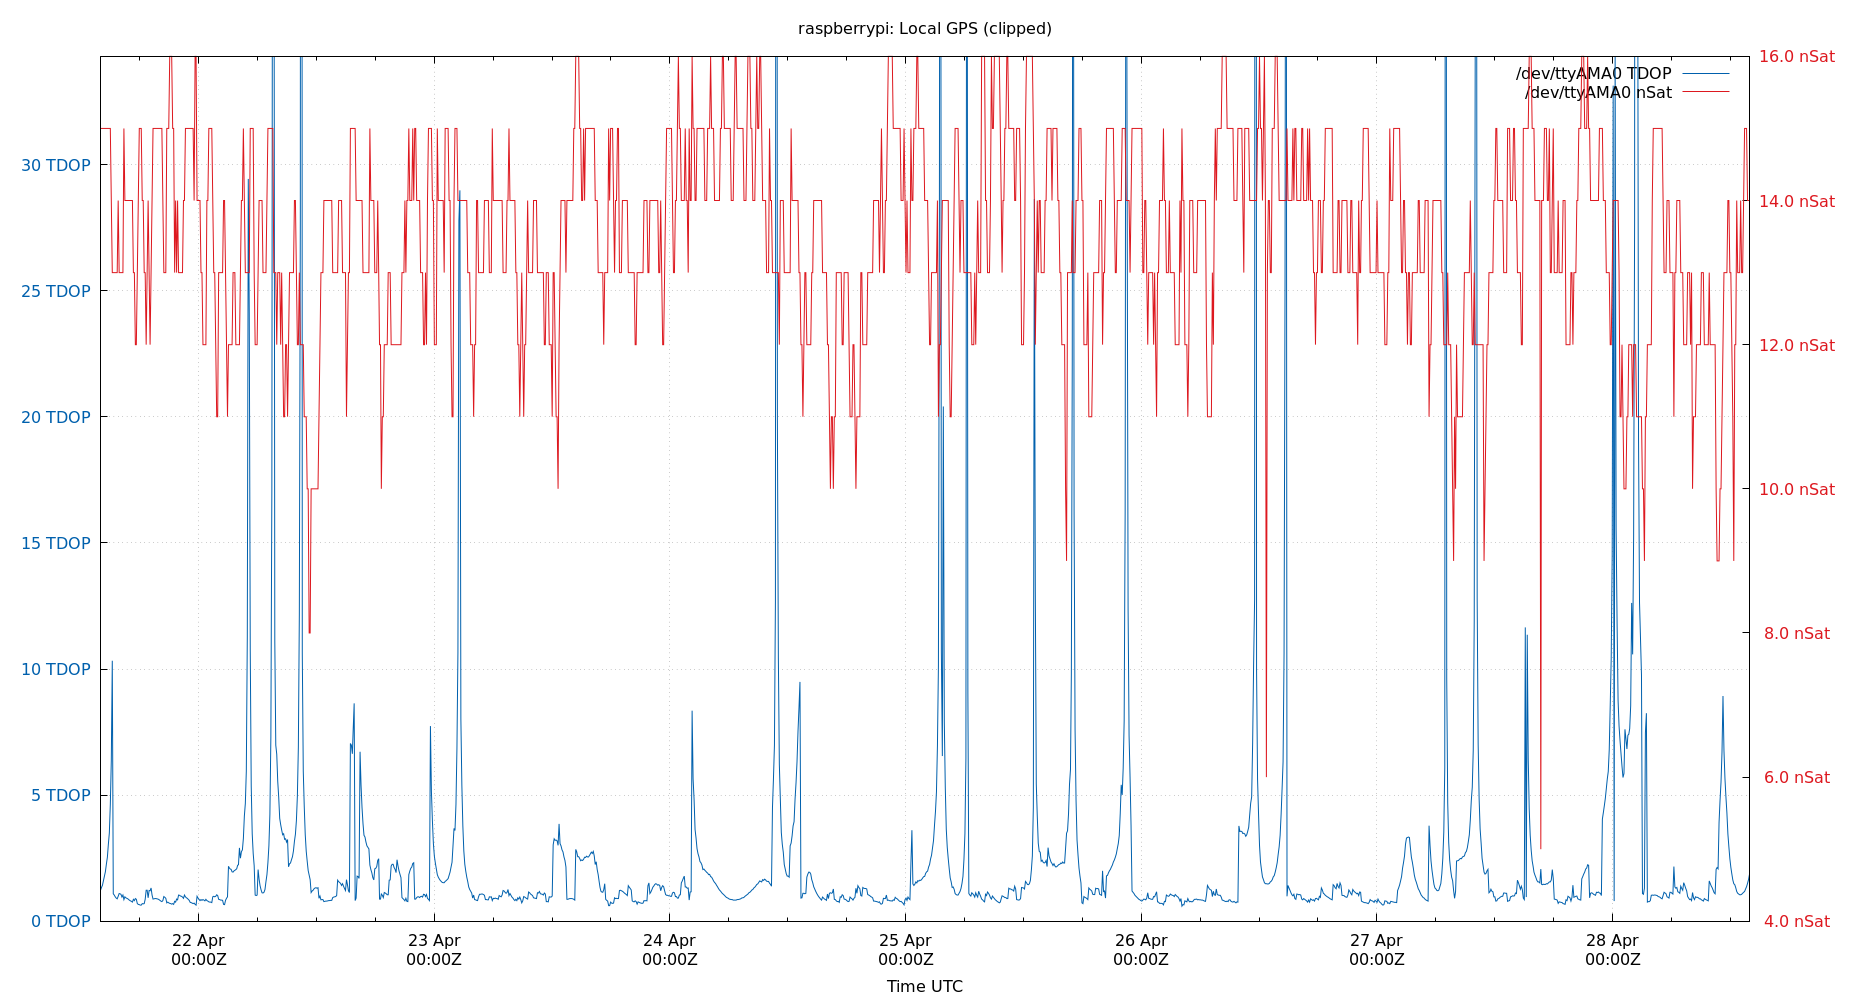 raspberrypi: Local GPS (clipped)
16.0 nSat
/dev/ttyAMA0 TDOP
/dev/ttyAMA0 nSat
30 TDOP
14.0 nSat
25 TDOP
12.0 nSat
20 TDOP
10.0 nSat
15 TDOP
8.0 nSat
10 TDOP
6.0 nSat
5 TDOP
0 TDOP
4.0 nSat
22 Apr 23 Apr 24 Apr 25 Apr 26 Apr 27 Apr 28 Apr
00:00Z 00:00Z 00:00Z 00:00Z 00:00Z 00:00Z 00:00Z
Time UTC